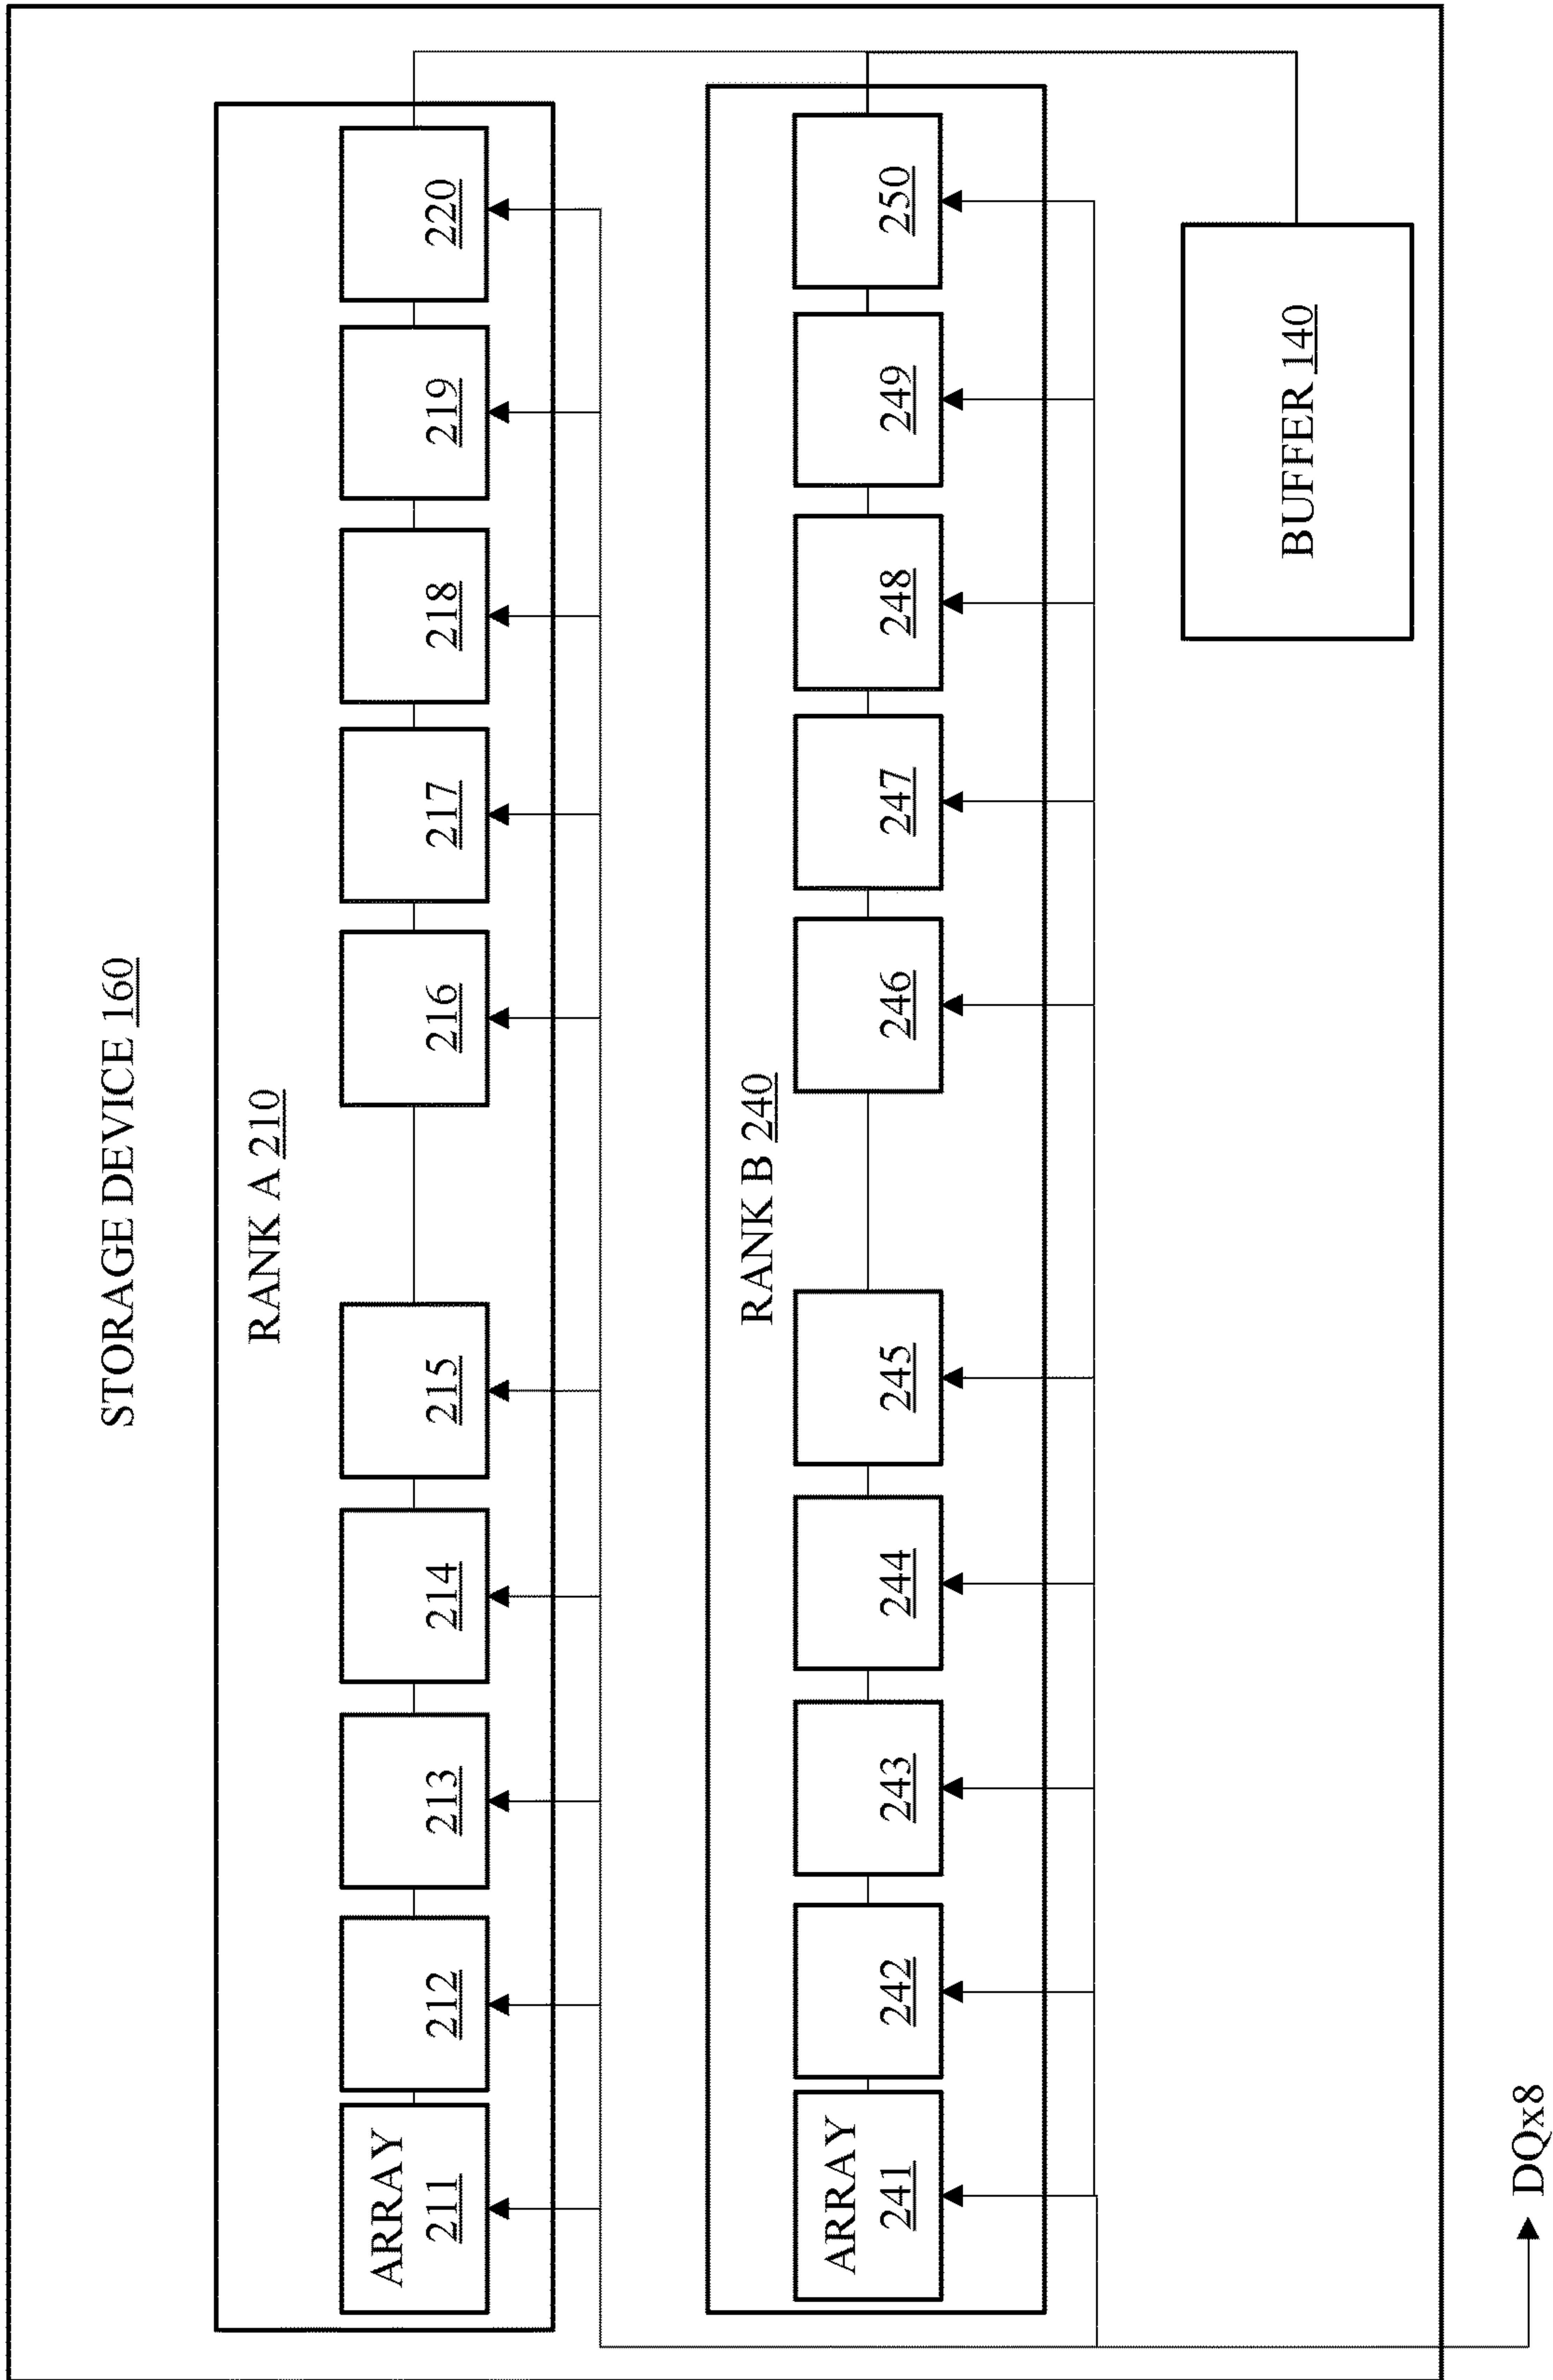 STORAGE DEVICE 160
RANK A 210
ARRAY
211
212
213
214
215
216
217
218
219
220
RANK B 240
ARRAY
241
242
243
244
245
246
247
248
249
250
BUFFER 140
DQx8